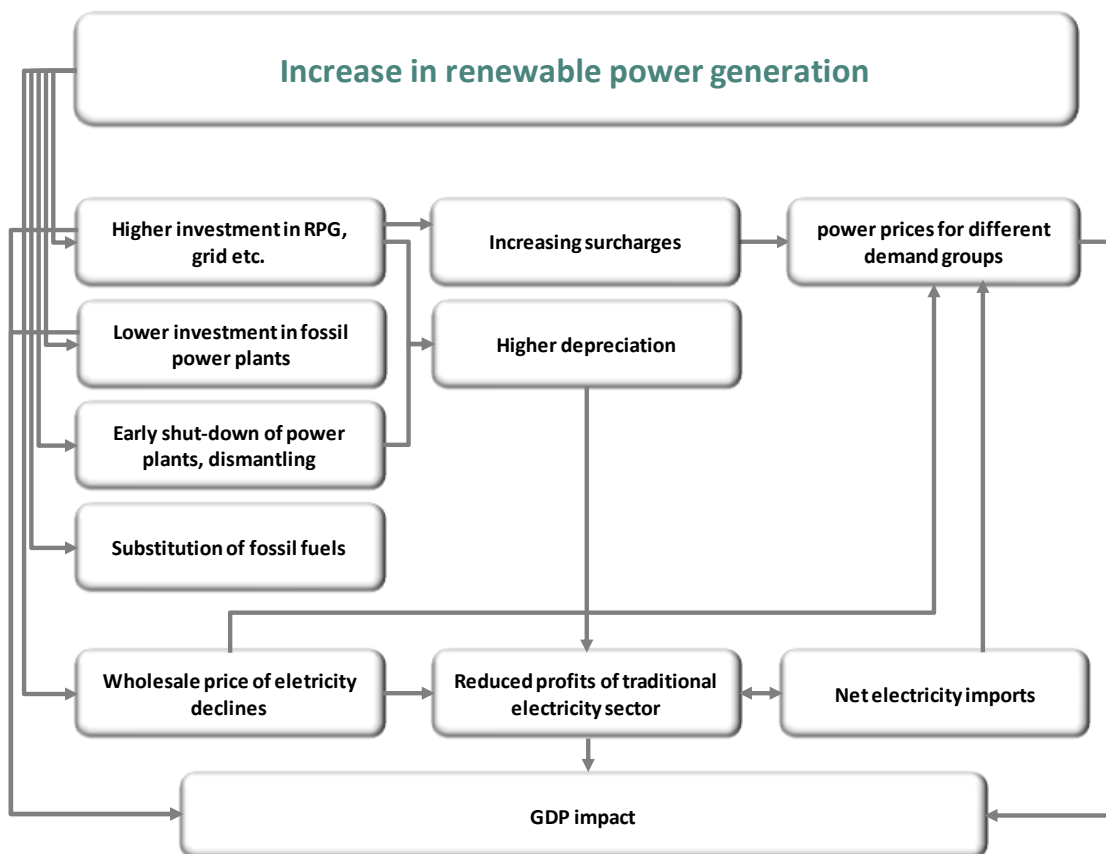 Increase in renewable power generation
Higher investment in RPG,
grid etc.
Increasing surcharges
power prices for different
demand groups
Lower investment in fossil
power plants
Higher depreciation
Early shut-down of power
plants, dismantling
Substitution of fossil fuels
Wholesale price of eletricity
declines
Reduced profits of traditional
electricity sector
Net electricity imports
GDP impact